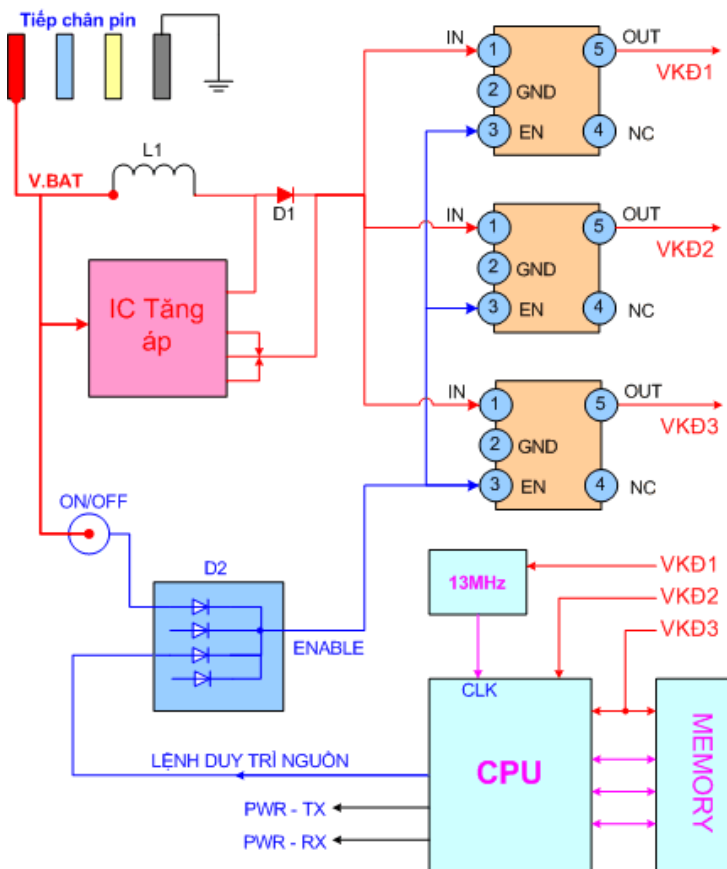 Tiếp chân pin
IN
1
5
OUT
VKĐ1
2
GND
3
EN
4
NC
L1
V.BAT
D1
IC Tăng
áp
IN
1
5
OUT
VKĐ2
2
GND
3
EN
4
NC
IN
1
5
OUT
VKĐ3
2
GND
3
EN
4
NC
ON/OFF
D2
ENABLE
13MHz
VKĐ1
VKĐ2
VKĐ3
CLK
CPU
MEMORY
LỆNH DUY TRÌ NGUỒN
PWR - TX
PWR - RX